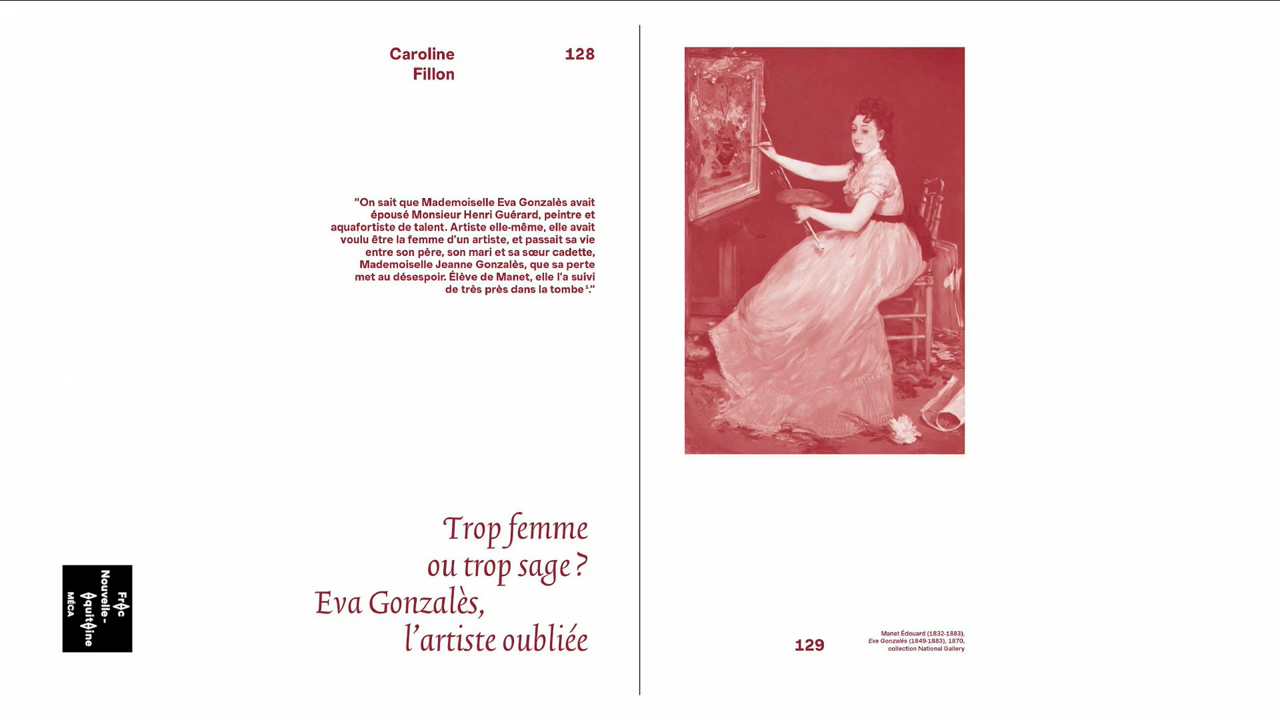 Caroline
Fillon
128
“On sait que Mademoiselle Eva Gonzalès avait
épousé Monsieur Henri Guérard, peintre et
aquafortiste de talent. Artiste elle-même, elle avait
voulu être la femme d’un artiste, et passait sa vie
entre son père, son mari et sa sœur cadette,
Mademoiselle Jeanne Gonzalès, que sa perte
met au désespoir. Élève de Manet, elle l’a suivi
de très près dans la tombe¹.”
Trop femme
ou trop sage ?
Eva Gonzalès,
l’artiste oubliée
Frac
Nouvelle-
Aquitaine
MÉCA
129
Manet Édouard (1832-1883),
Eva Gonzalès (1849-1883), 1870,
collection National Gallery